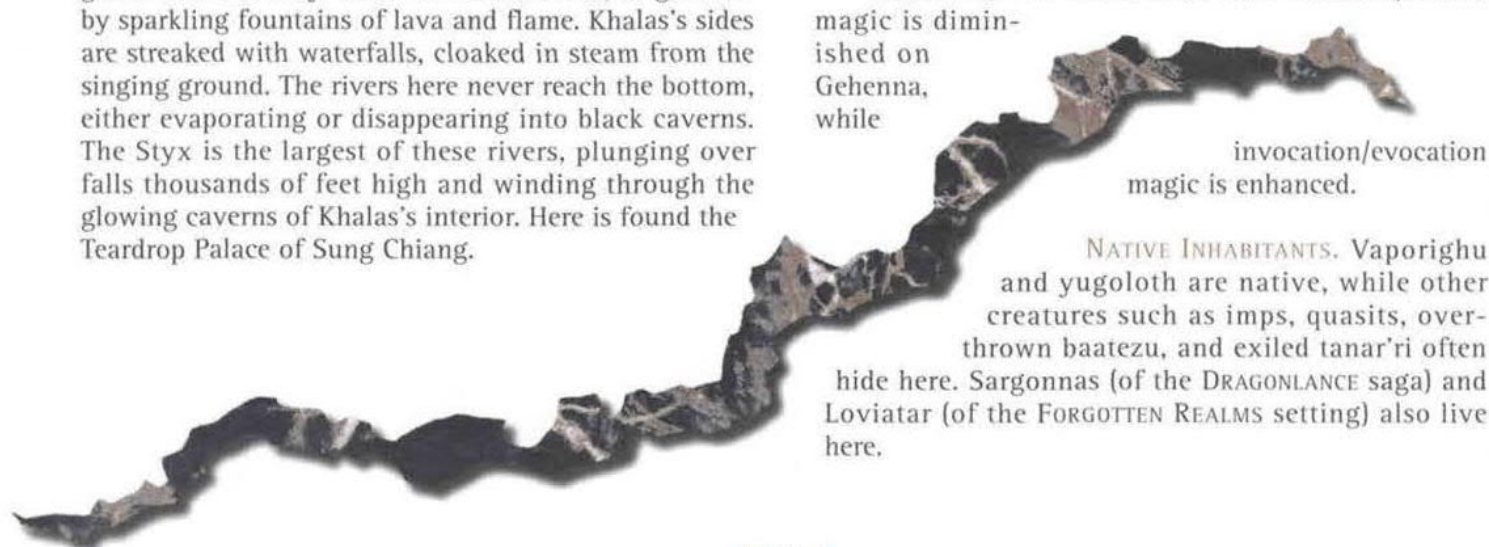 by sparkling fountains of lava and flame. Khalas's sides
are streaked with waterfalls, cloaked in steam from the
singing ground. The rivers here never reach the bottom,
either evaporating or disappearing into black caverns.
The Styx is the largest of these rivers, plunging over
falls thousands of feet high and winding through the
glowing caverns of Khalas's interior. Here is found the
Teardrop Palace of Sung Chiang.
magic is dimin-
ished on
Gehenna,
while
invocation/evocation
magic is enhanced.
NATIVE INHABITANTS. Vaporighu
and yugoloth are native, while other
creatures such as imps, quasits, over-
thrown baatezu, and exiled tanar'ri often
hide here. Sargonnas (of the DRAGONLANCE saga) and
Loviatar (of the FORGOTTEN REALMS setting) also live
here.